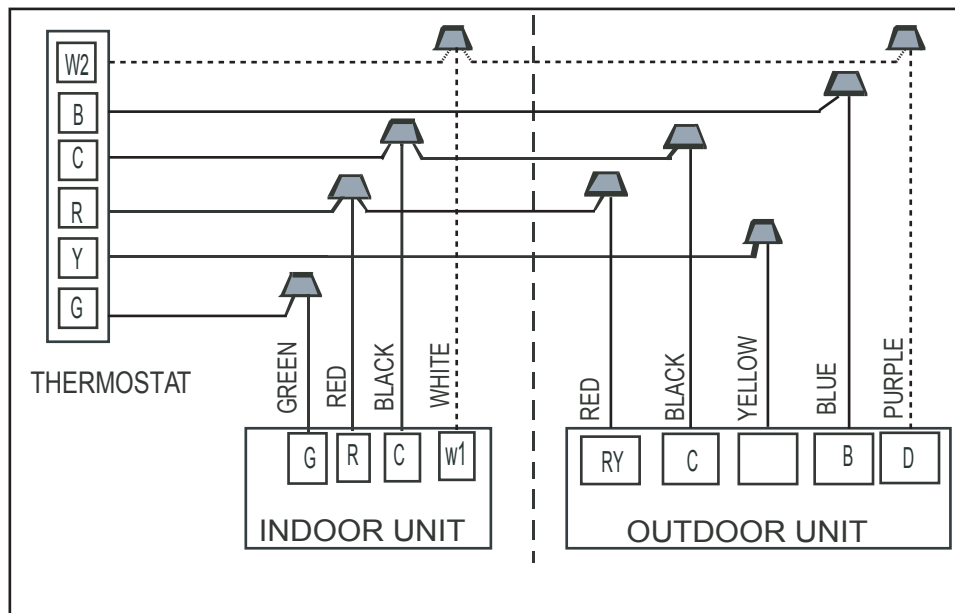 W2
B
C
R
Y
G
THERMOSTAT
GREEN
RED
BLACK
WHITE
RED
BLACK
YELLOW
BLUE
PURPLE
G
R
C
W1
RY
C
B
D
INDOOR UNIT
OUTDOOR UNIT